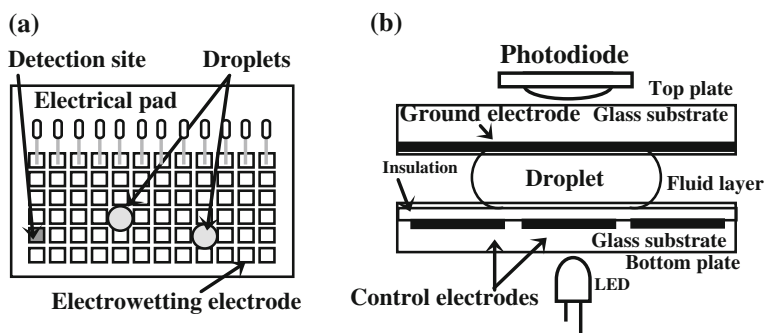 (a)
Detection site
Droplets
Electrical pad
Electrowetting electrode
(b)
Photodiode
Top plate
Ground electrode
Glass substrate
Insulation
Droplet
Fluid layer
Glass substrate
Bottom plate
Control electrodes
LED